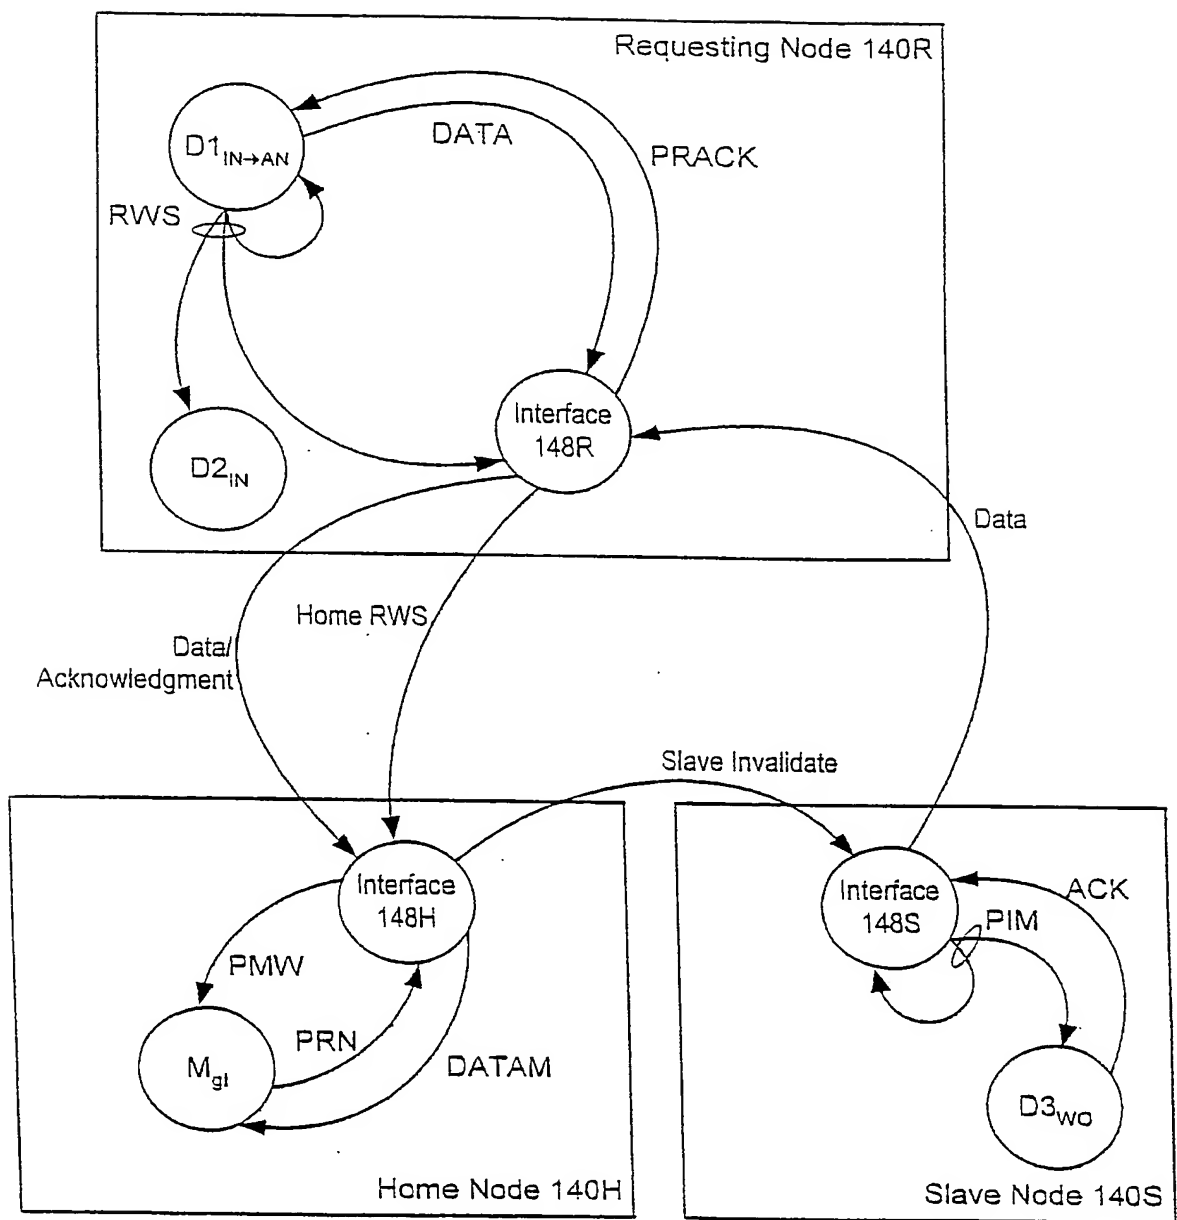 Requesting Node 140R
D1IN→AN
DATA
PRACK
RWS
Interface
148R
D2IN
Data
Home RWS
Data/
Acknowledgment
Slave Invalidate
Interface
148H
Interface
148S
ACK
PIM
PMW
PRN
DATAM
Mgi
D3WO
Home Node 140H
Slave Node 140S